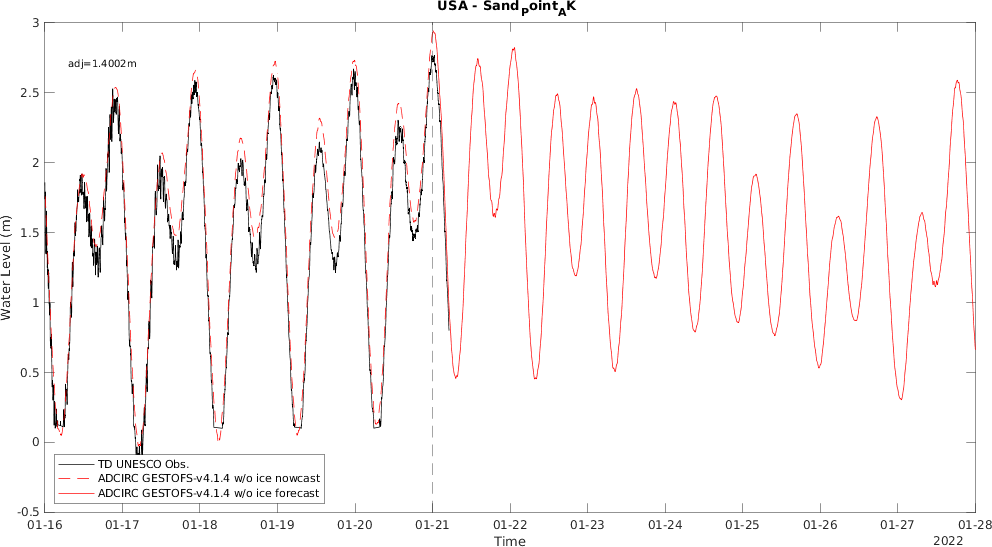 USA - Sand_Point_AK
adj=1.4002m
3
2.5
2
1.5
1
0.5
0
-0.5
Water Level (m)
TD UNESCO Obs.
ADCIRC GESTOFS-v4.1.4 w/o ice nowcast
ADCIRC GESTOFS-v4.1.4 w/o ice forecast
01-16 01-17 01-18 01-19 01-20 01-21 01-22 01-23 01-24 01-25 01-26 01-27 01-28
Time
2022